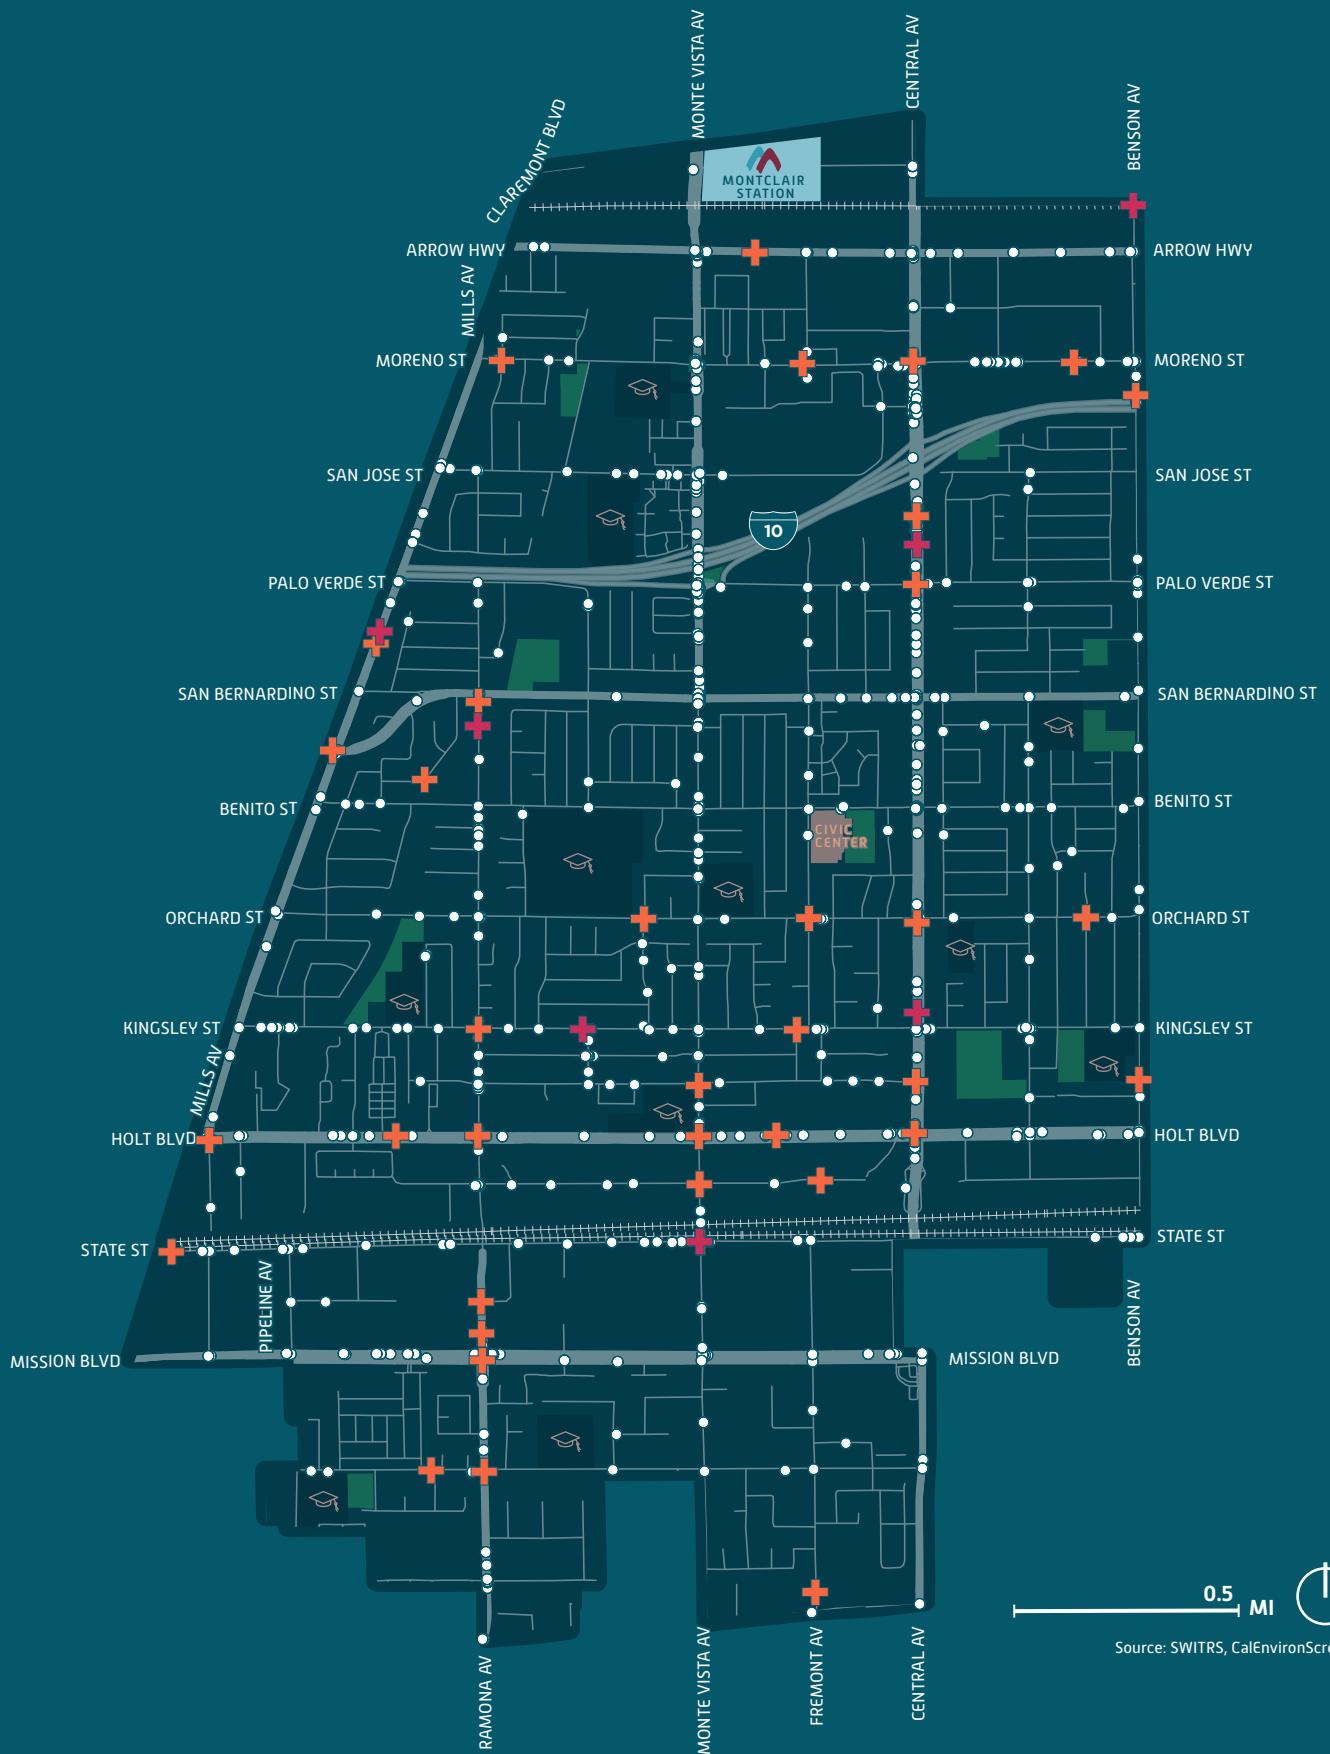 MONTE VISTA AV
CENTRAL AV
BENSON AV
CLAREMONT BLVD
MONTCLAIR
STATION
ARROW HWY
ARROW HWY
MILLS AV
MORENO ST
MORENO ST
SAN JOSE ST
SAN JOSE ST
10
PALO VERDE ST
PALO VERDE ST
SAN BERNARDINO ST
SAN BERNARDINO ST
BENITO ST
BENITO ST
CIVIC
CENTER
ORCHARD ST
ORCHARD ST
KINGSLEY ST
KINGSLEY ST
MILLS AV
HOLT BLVD
HOLT BLVD
STATE ST
STATE ST
PIPELINE AV
BENSON AV
MISSION BLVD
MISSION BLVD
0.5
MI
Source: SWITRS, CalEnvironScre
RAMONA AV
MONTE VISTA AV
FREMONT AV
CENTRAL AV